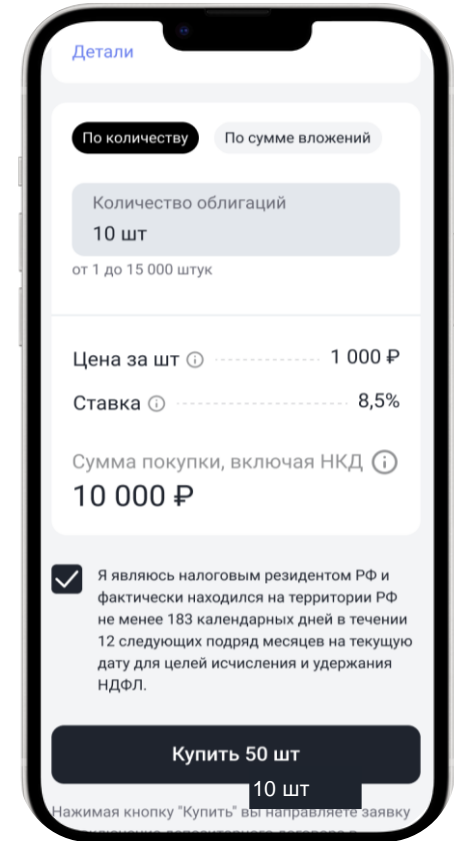 Детали
По количеству По сумме вложений
Количество облигаций
10 шт
от 1 до 15 000 штук
Цена за шт 1 000 ₽
Ставка 8,5%
Сумма покупки, включая НКД
10 000 ₽
Я являюсь налоговым резидентом РФ и
фактически находился на территории РФ
не менее 183 календарных дней в течении
12 следующих подряд месяцев на текущую
дату для целей исчисления и удержания
НДФЛ.
Купить 50 шт
10 шт
Нажимая кнопку "Купить" вы направляете заявку